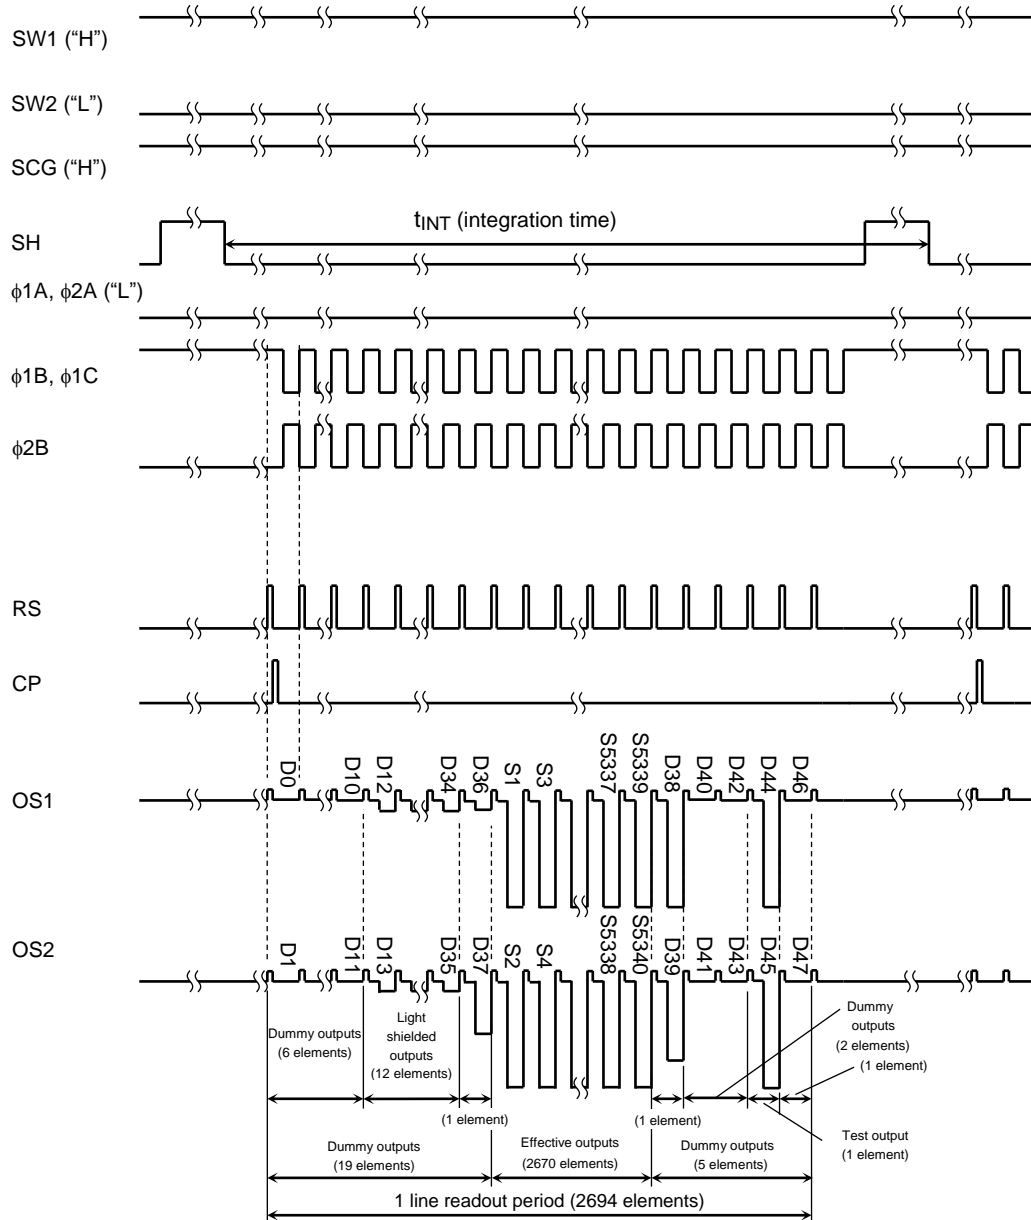 SW1 (“H”)
SW2 (“L”)
SCG (“H”)
SH
tINT (integration time)
ϕ1A, ϕ2A (“L”)
ϕ1B, ϕ1C
ϕ2B
RS
CP
OS1
D0
D10
D12
D34
D36
S1
S3
S5337
S5339
D38
D40
D42
D44
D46
OS2
D1
D11
D13
D35
D37
S2
S4
S5338
S5340
D39
D41
D43
D45
D47
Dummy outputs
(6 elements)
Light
shielded
outputs
(12 elements)
(1 element)
(1 element)
Dummy
outputs
(2 elements)
(1 element)
Test output
(1 element)
Dummy outputs
(19 elements)
Effective outputs
(2670 elements)
Dummy outputs
(5 elements)
1 line readout period (2694 elements)